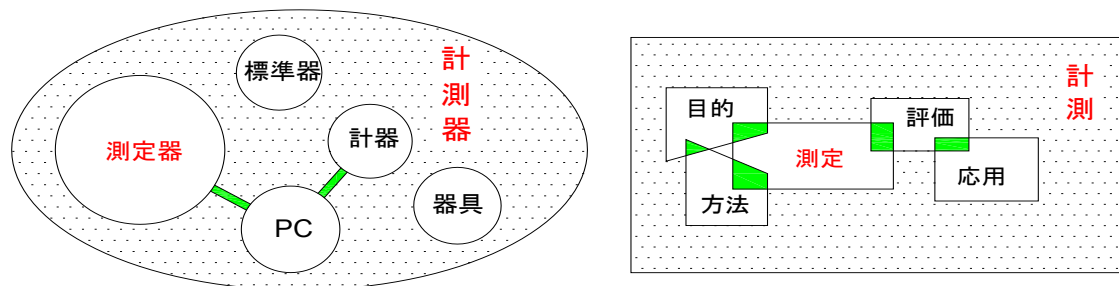 計測器
標準器
測定器
計器
器具
PC
計測
目的
測定
評価
方法
応用